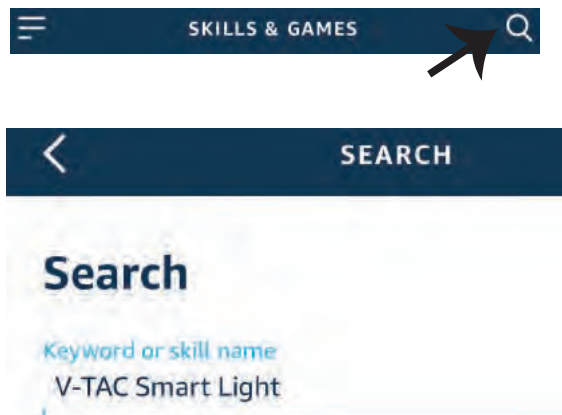 SKILLS & GAMES
SEARCH
Search
Keyword or skill name
V-TAC Smart Light